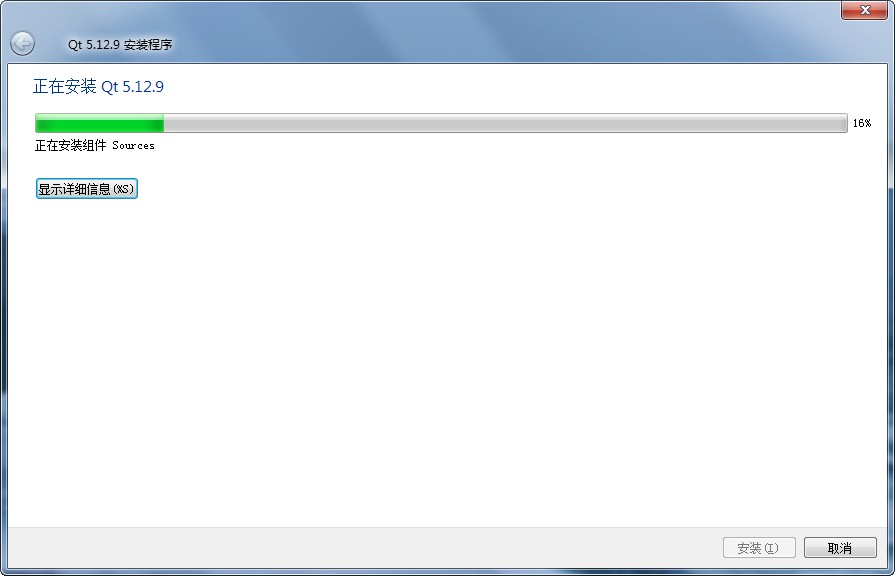 Qt 5.12.9 安装程序
正在安装 Qt 5.12.9
16%
正在安装组件 Sources
显示详细信息(%S)
安装(I)
取消